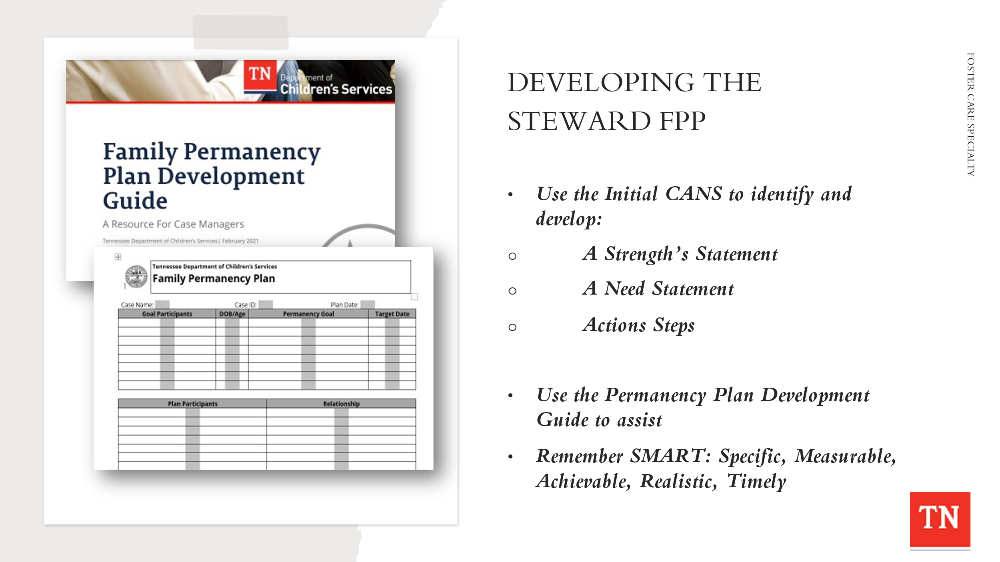 TN
Department of
Children's Services
Family Permanency
Plan Development
Guide
A Resource For Case Managers
Tennessee Department of Children's Services| February 2021
Tennessee Department of Children's Services
Family Permanency Plan
Case Name: Case ID: Plan Date:
Goal Participants DOB/Age Permanency Goal Target Date
Plan Participants Relationship
DEVELOPING THE
STEWARD FPP
• Use the Initial CANS to identify and
develop:
o A Strength’s Statement
o A Need Statement
o Actions Steps
• Use the Permanency Plan Development
Guide to assist
• Remember SMART: Specific, Measurable,
Achievable, Realistic, Timely
FOSTER CARE SPECIALTY
TN